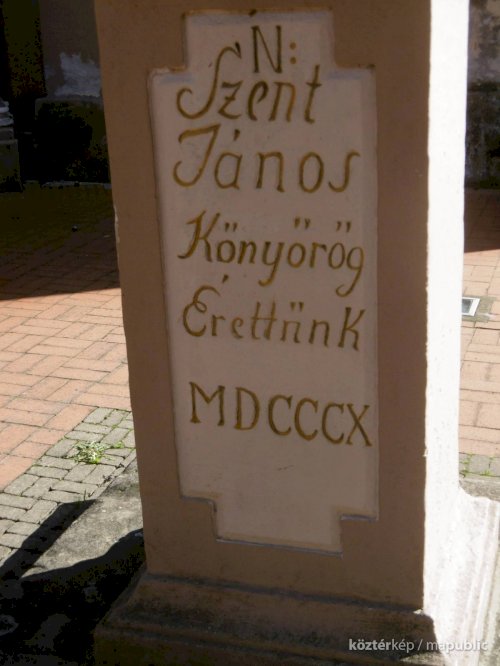 N:
Szent
János
Könyörög
Érettünk
MDCCCX
köztérkép / mapublic